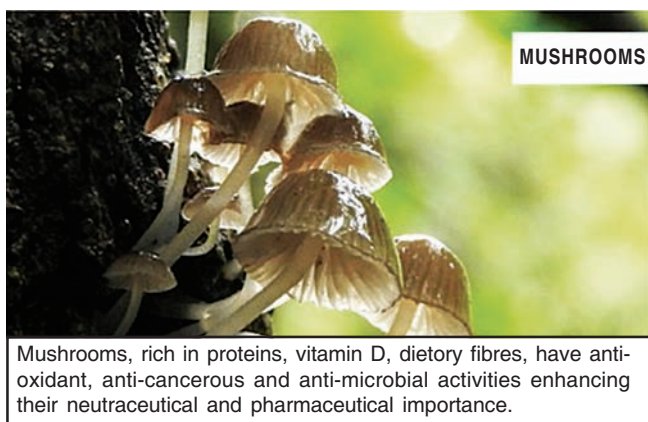 MUSHROOMS
Mushrooms, rich in proteins, vitamin D, dietory fibres, have anti-
oxidant, anti-cancerous and anti-microbial activities enhancing
their neutraceutical and pharmaceutical importance.